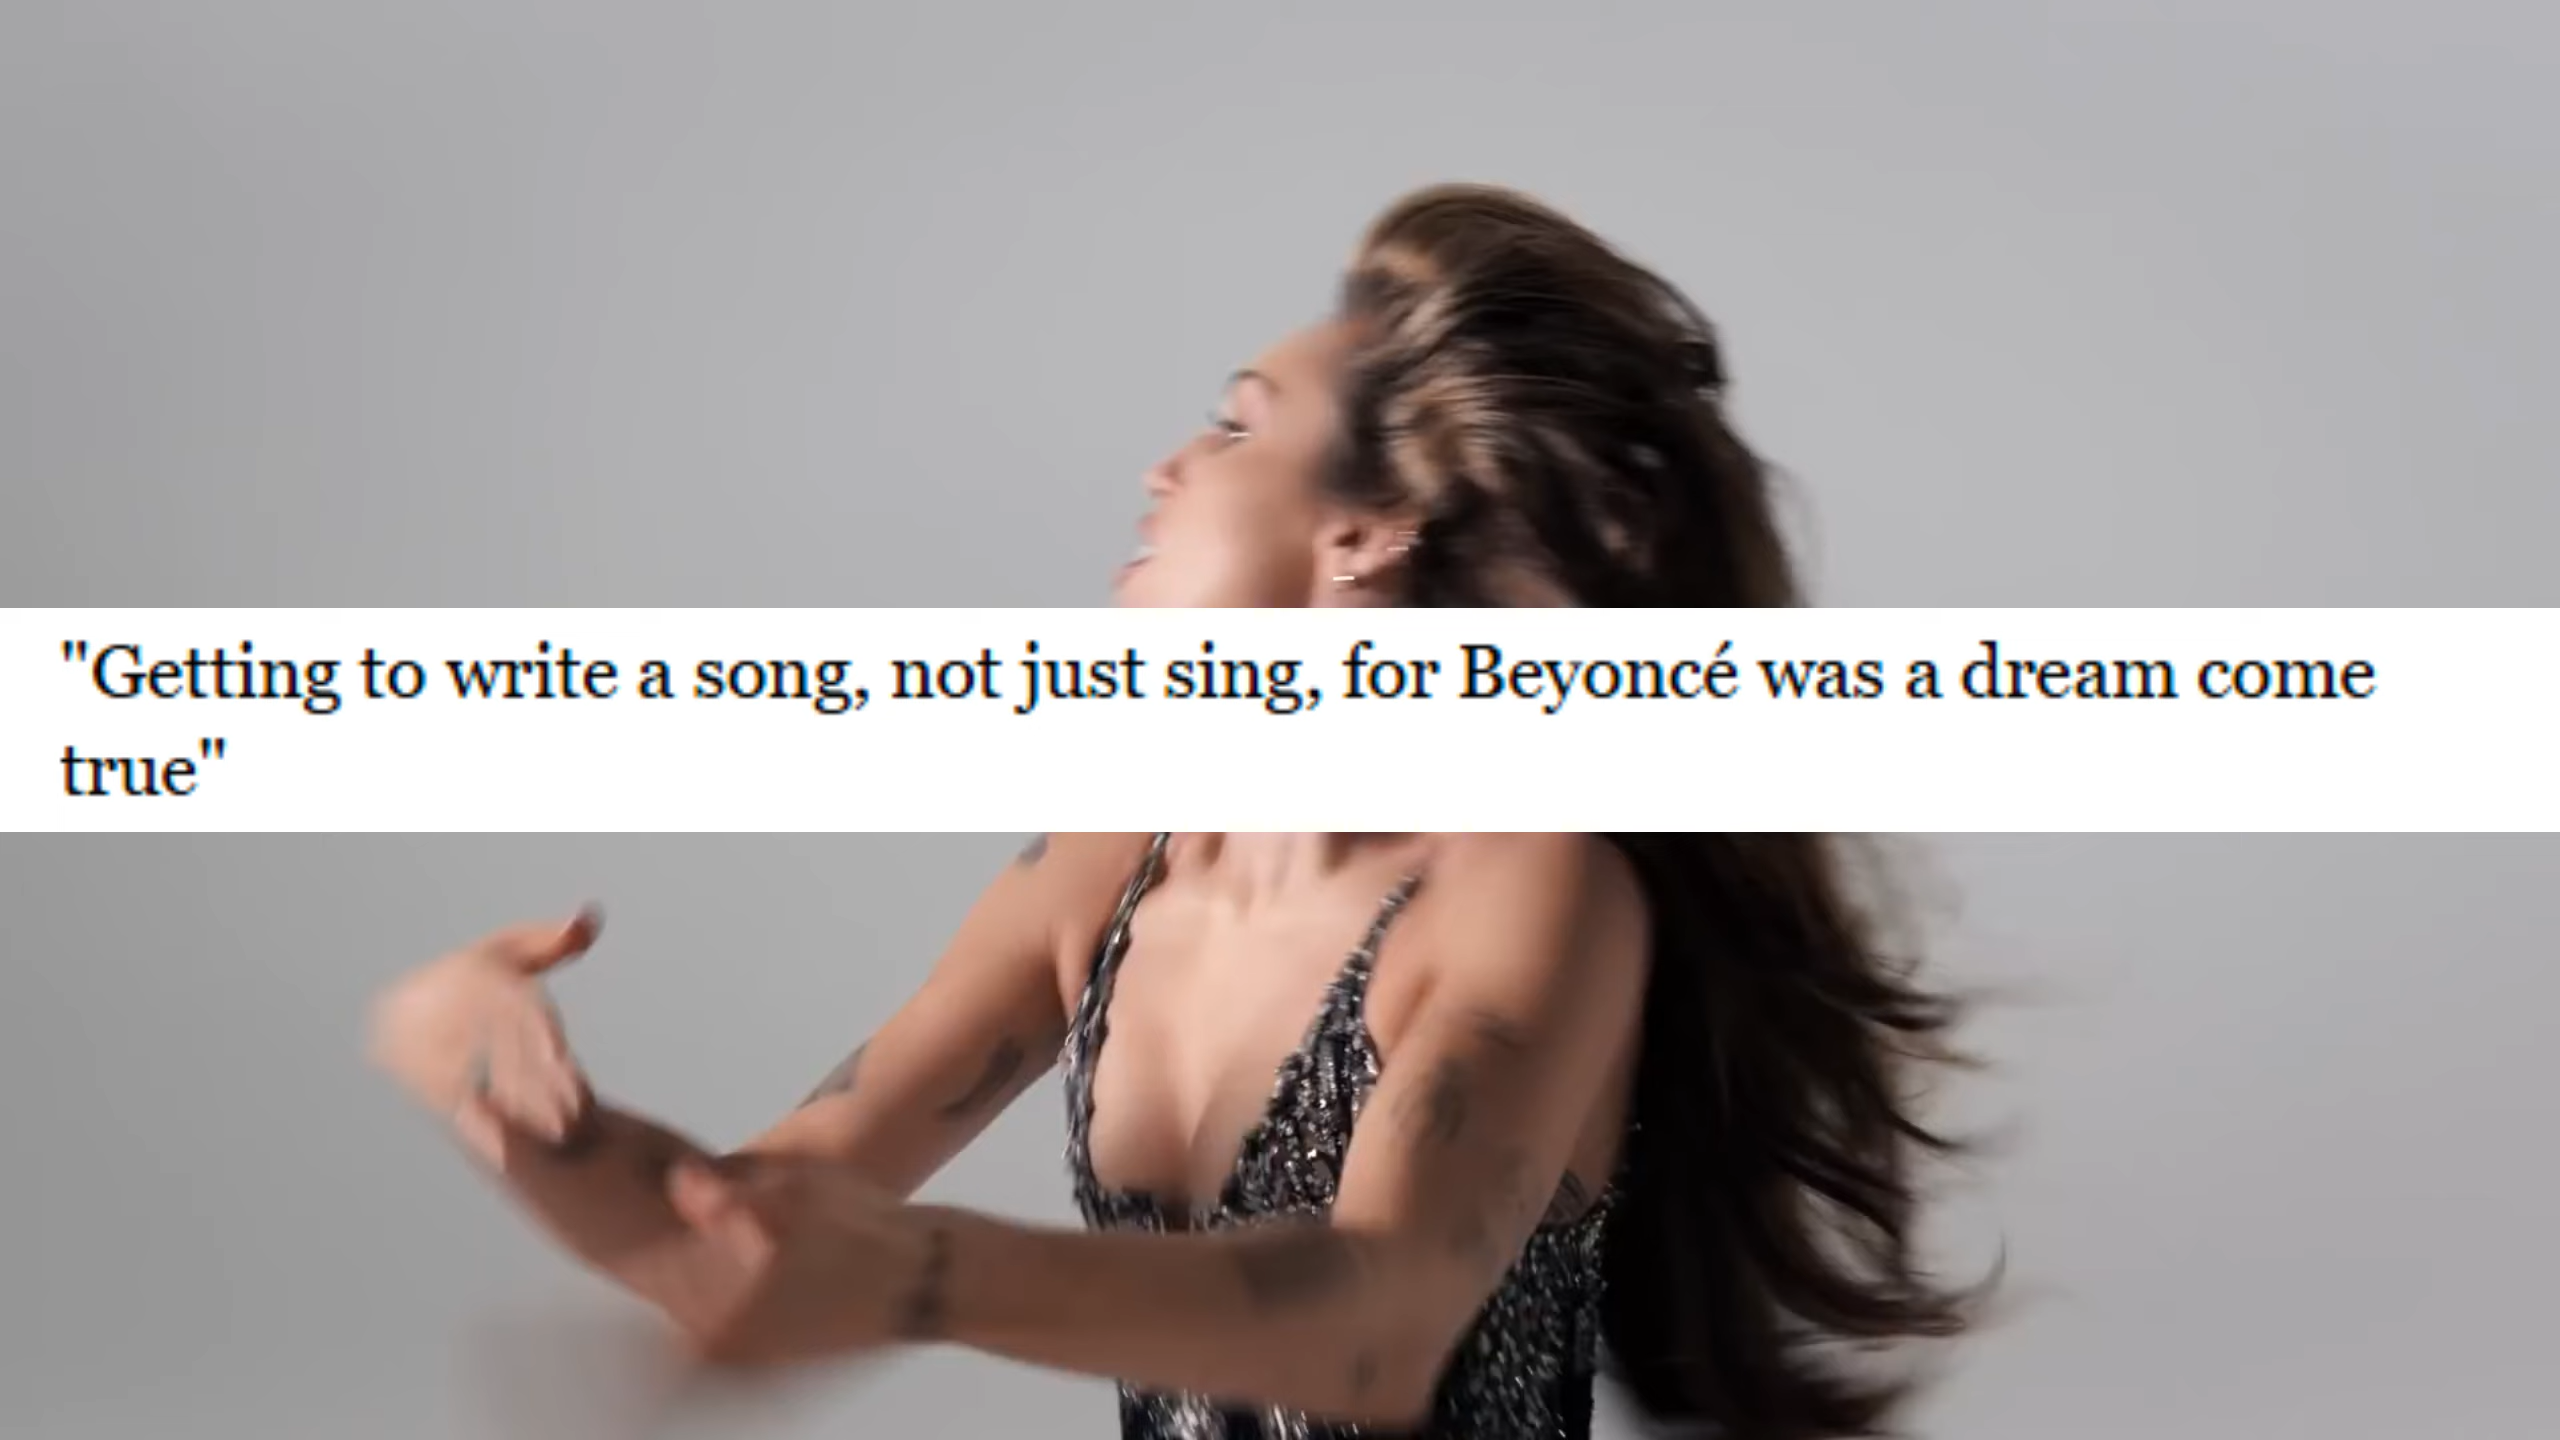 "Getting to write a song, not just sing, for Beyoncé was a dream come
true"